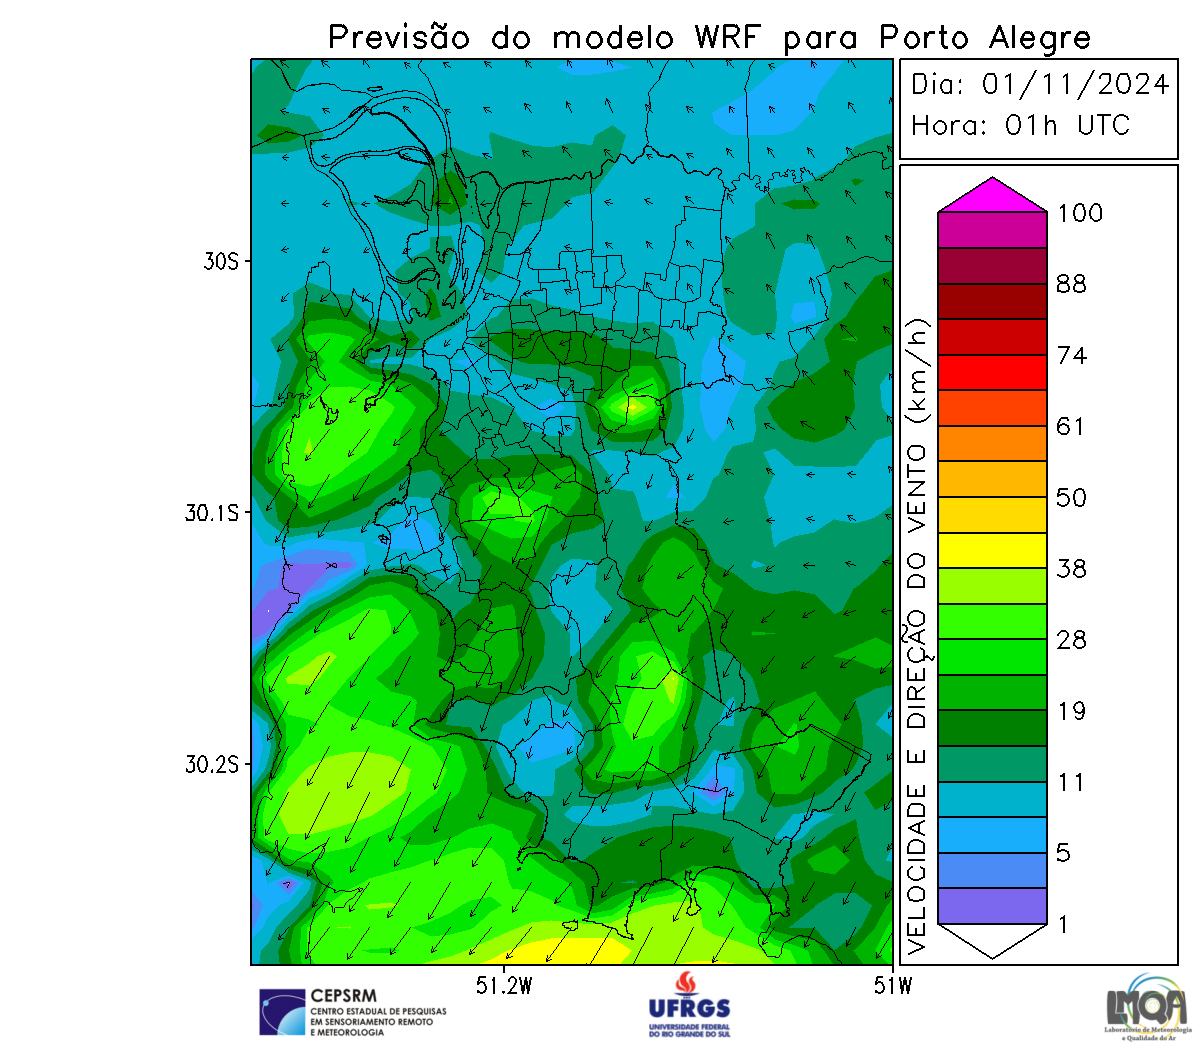 Previsão do modelo WRF para Porto Alegre
Dia: 01/11/2024
Hora: 01h UTC
30S
30.1S
30.2S
51.2W
51W
VELOCIDADE E DIREÇÃO DO VENTO (km/h)
100
88
74
61
50
38
28
19
11
5
1
CEPSRM
CENTRO ESTADUAL DE PESQUISAS
EM SENSORIAMENTO REMOTO
E METEOROLOGIA
UFRGS
UNIVERSIDADE FEDERAL
DO RIO GRANDE DO SUL
LMQA
Laboratório de Meteorologia
e Qualidade do Ar